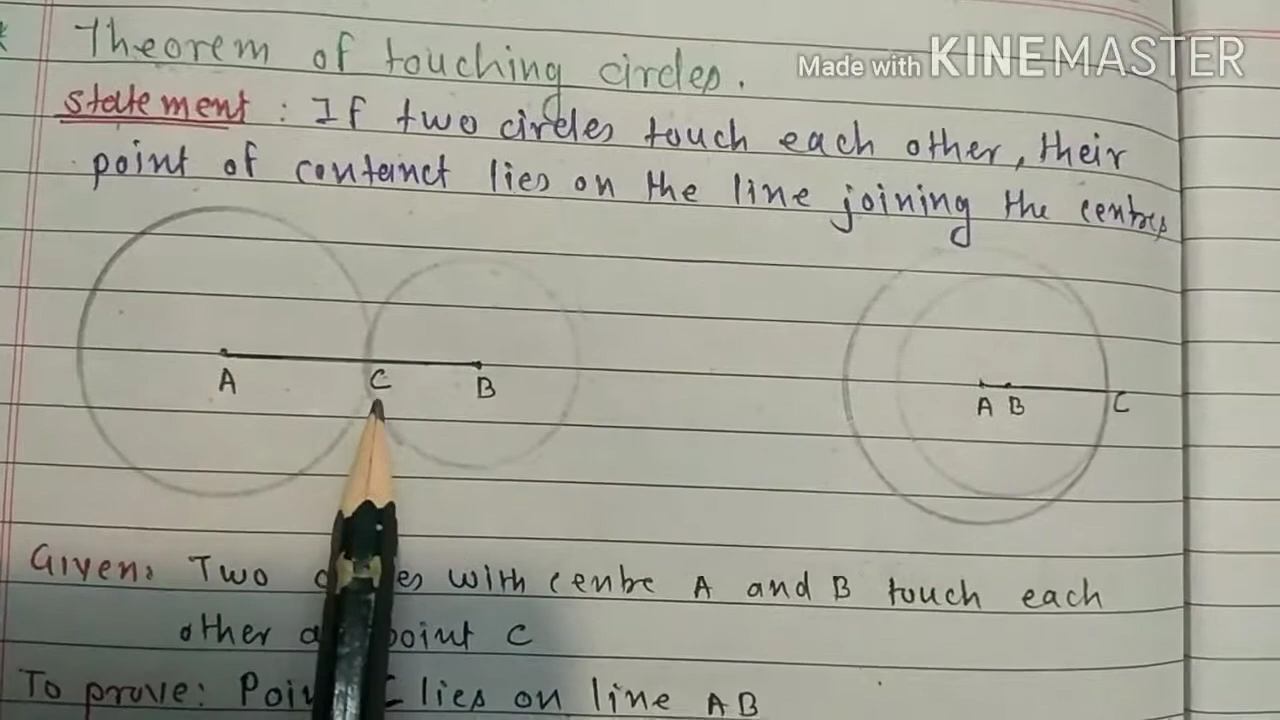 Theorem of touching circles.
Made with KINEMASTER
statement: If two circles touch each other, their
point of containct lies on the line joining the centres
A C B
A B C
Given: Two es with centre A and B touch each
other a point C
To prove: Poin C lies on line AB